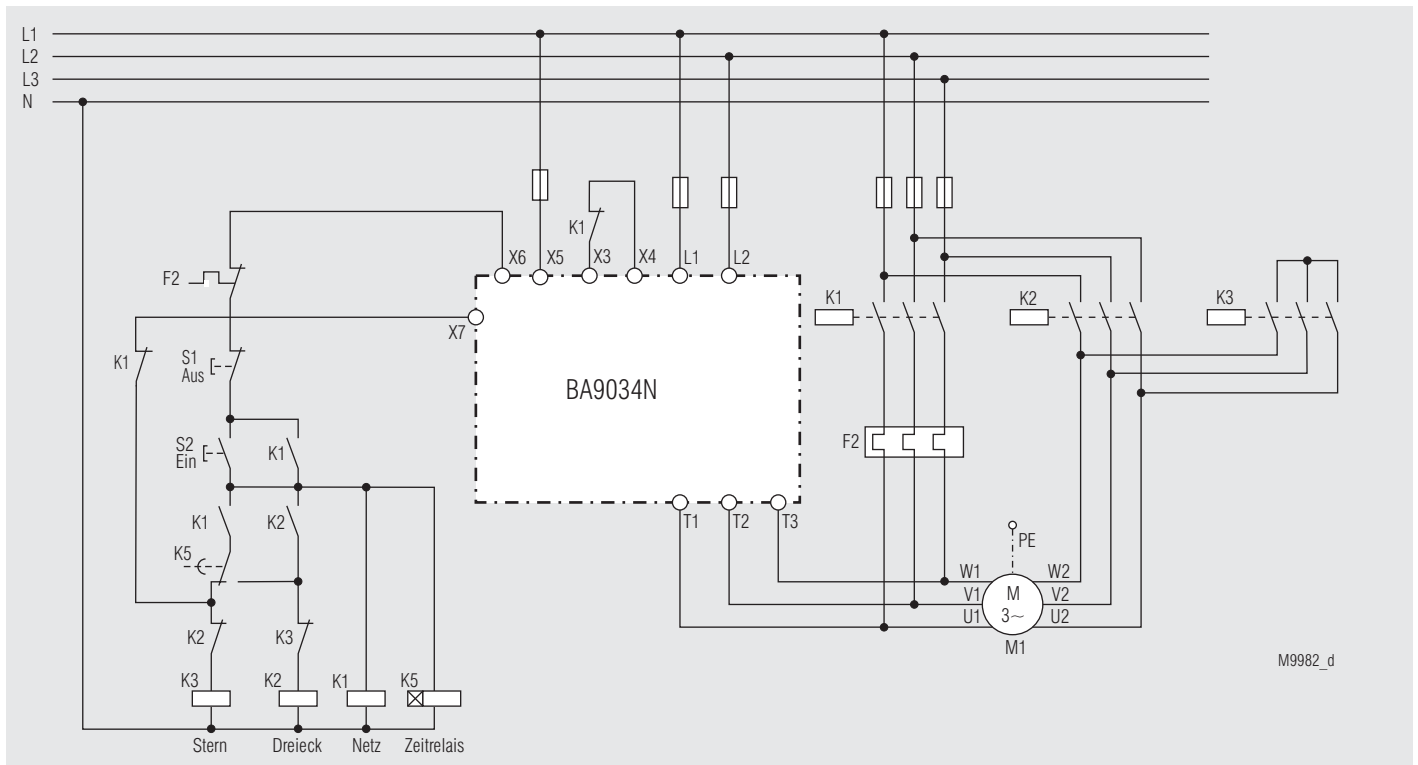 L1
L2
L3
N
K1
X6
X5
X3
X4
L1
L2
F2
X7
K1
S1
Aus
BA9034N
K1
K2
K3
S2
Ein
K1
F2
K1
K2
K5
T1
T2
T3
PE
W1
W2
V1
M
V2
3~
U1
U2
M1
K2
K3
M9982_d
K3
K2
K1
K5
Stern
Dreieck
Netz
Zeitrelais